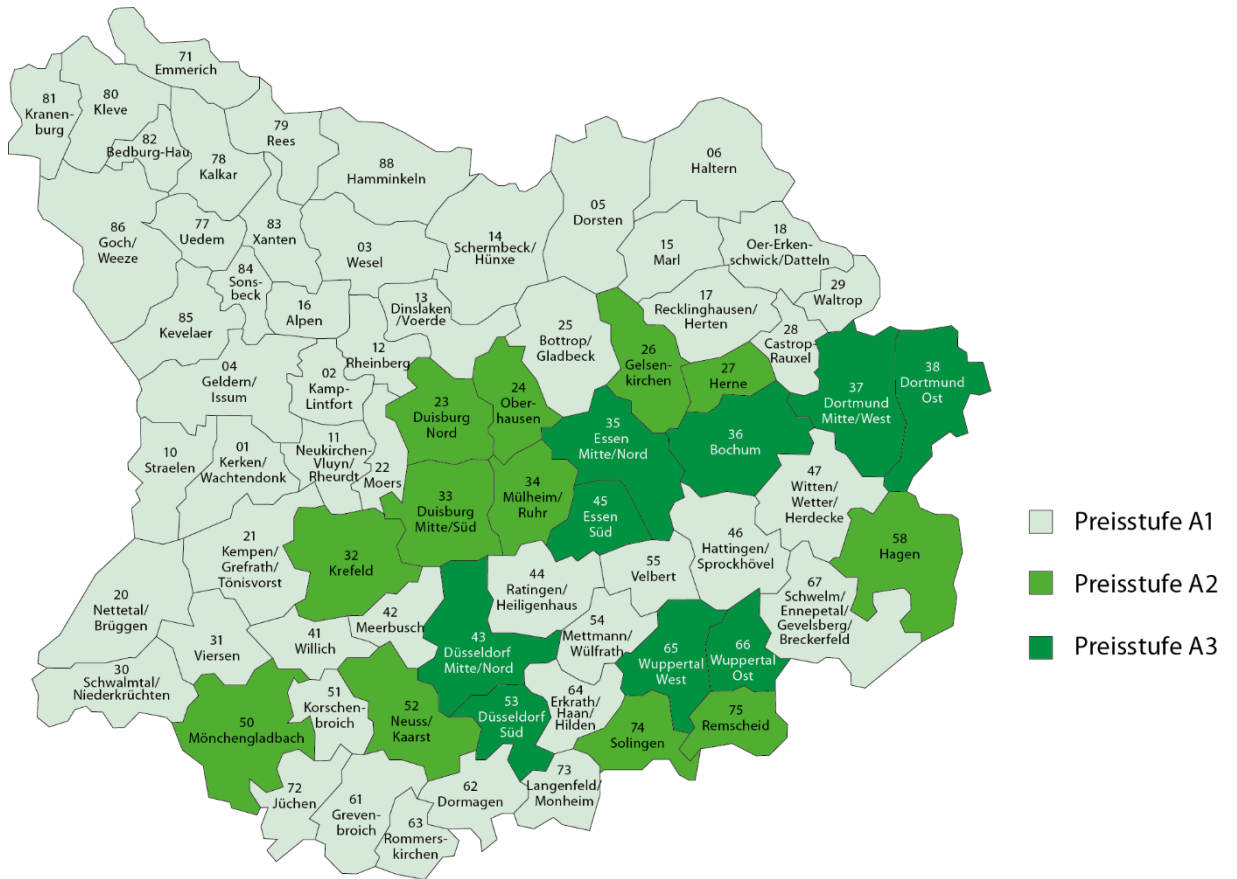 71
Emmerich
81
Kranen-
burg
80
Kleve
82
Bedburg-Hau
78
Kalkar
79
Rees
88
Hamminkeln
06
Haltern
05
Dorsten
86
Goch/
Weeze
77
Uedem
83
Xanten
03
Wesel
14
Schermbeck/
Hünxe
15
Marl
18
Oer-Erken-
schwick/Datteln
84
Sons-
beck
16
Alpen
13
Dinslaken
/Voerde
17
Recklinghausen/
Herten
29
Waltrop
85
Kevelaer
25
Bottrop/
Gladbeck
28
Castrop-
Rauxel
12
Rheinberg
26
Gelsen-
kirchen
27
Herne
04
Geldern/
Issum
02
Kamp-
Lintfort
23
Duisburg
Nord
24
Ober-
hausen
37
Dortmund
Mitte/West
38
Dortmund
Ost
35
Essen
Mitte/Nord
36
Bochum
10
Straelen
01
Kerken/
Wachtendonk
11
Neukirchen-
Vluyn/
Rheurdt
22
Moers
47
Witten/
Wetter/
Herdecke
33
Duisburg
Mitte/Süd
34
Mülheim/
Ruhr
45
Essen
Süd
21
Kempen/
Grefrath/
Tönisvorst
32
Krefeld
46
Hattingen/
Sprockhövel
58
Hagen
44
Ratingen/
Heiligenhaus
55
Velbert
67
Schwelm/
Ennepetal/
Gevelsberg/
Breckerfeld
20
Nettetal/
Brüggen
31
Viersen
41
Willich
42
Meerbusch
43
Düsseldorf
Mitte/Nord
54
Mettmann/
Wülfrath
65
Wuppertal
West
66
Wuppertal
Ost
30
Schwalmtal/
Niederkrüchten
51
Korschen-
broich
52
Neuss/
Kaarst
53
Düsseldorf
Süd
64
Erkrath/
Haan/
Hilden
50
Mönchengladbach
74
Solingen
75
Remscheid
72
Jüchen
61
Greven-
broich
62
Dormagen
73
Langenfeld/
Monheim
63
Rommers-
kirchen
Preisstufe A1
Preisstufe A2
Preisstufe A3